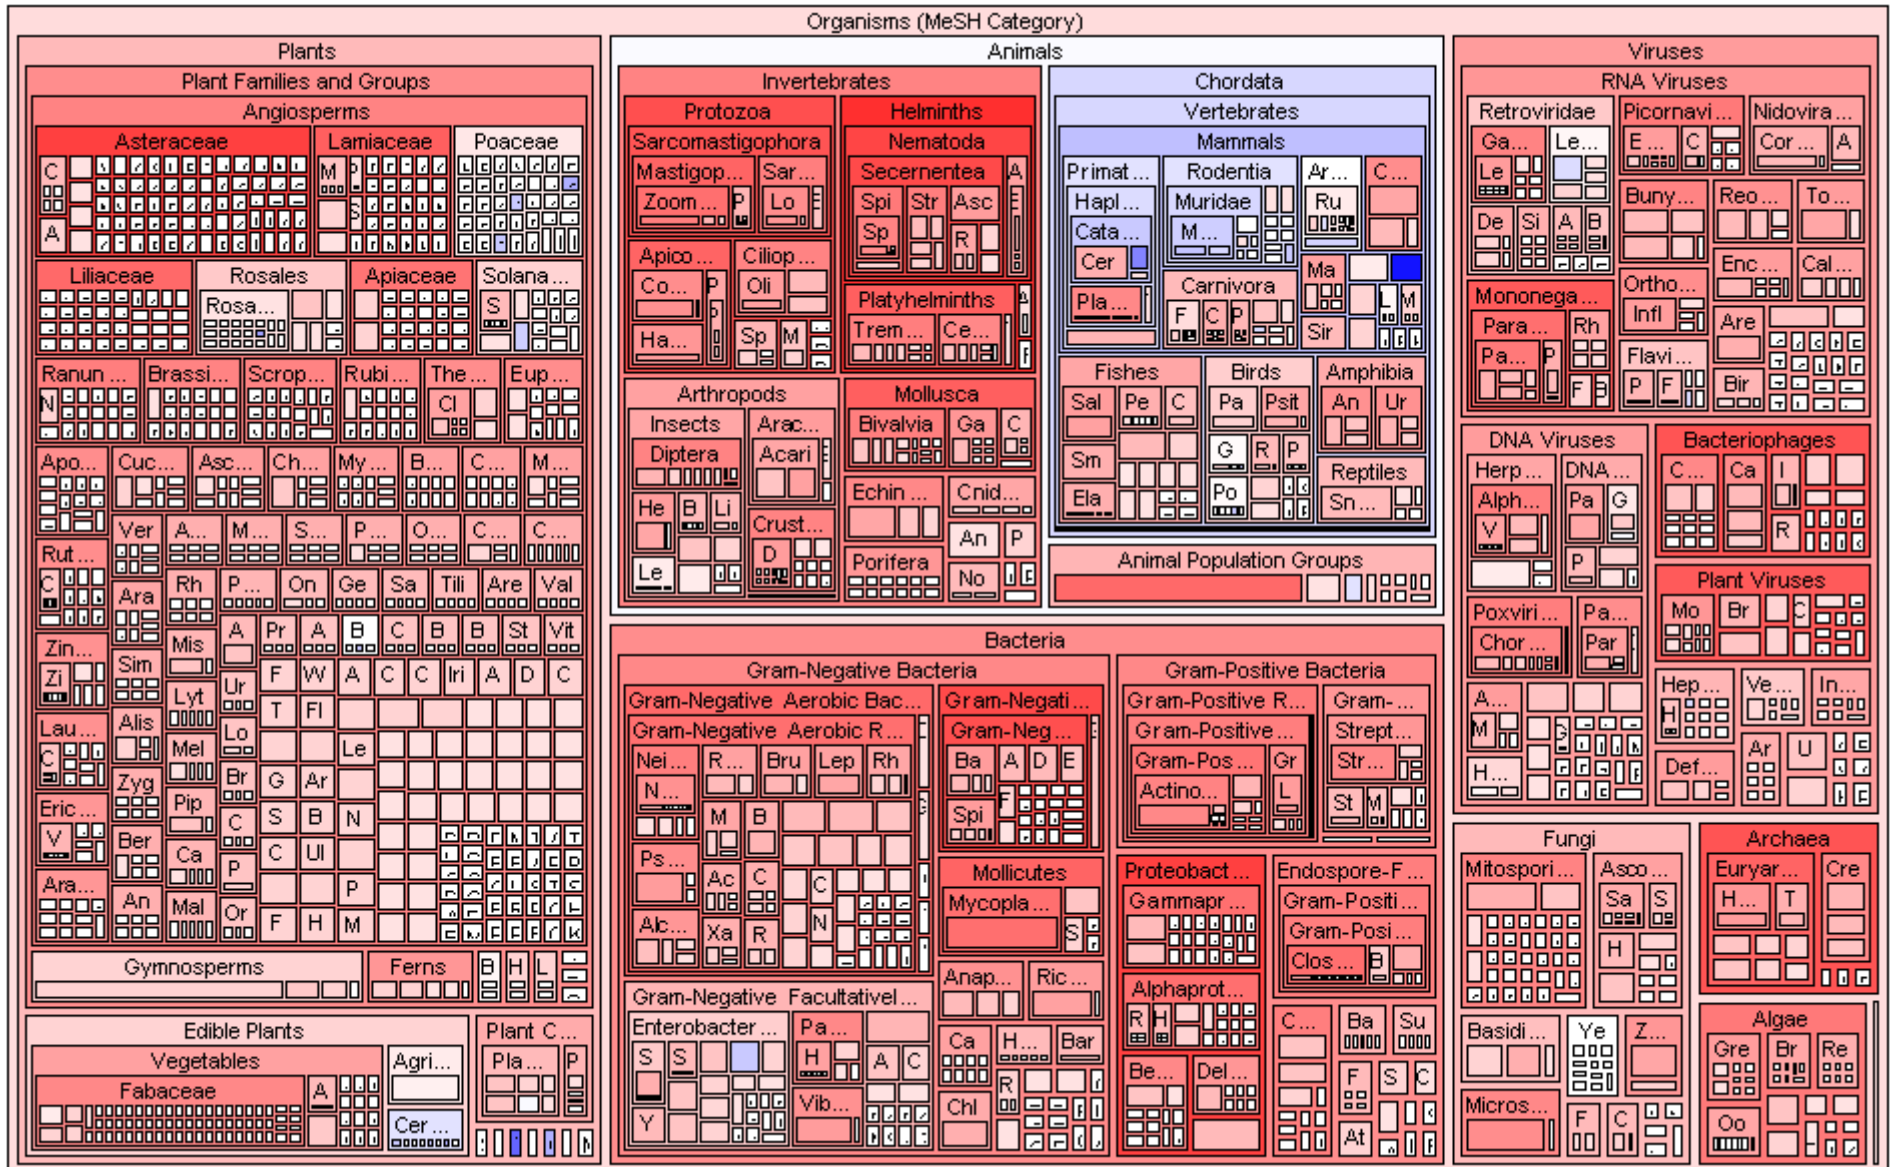 Organisms (MeSH Category)
Plants
Plant Families and Groups
Angiosperms
Asteraceae
C
A
Lamiaceae
M
P
S
Poaceae
Liliaceae
Rosales
Rosa...
Apiaceae
Solana...
S
Ranun...
N
Brassi...
Scrop...
Rubi...
The...
Cl
Eup...
Apo...
Cuc...
Asc...
Ch...
My...
B...
C...
M...
Ver
A...
M...
S...
P...
O...
C...
C...
Rut...
C
Ara
Rh
P...
On
Ge
Sa
Tili
Are
Val
Zin...
Zi
Sim
Mis
A
Pr
A
B
C
B
B
St
Vit
Lau...
C
Alis
Lyt
Ur
F
W
A
C
C
Iri
A
D
C
T
Fl
Zyg
Mel
Lo
Le
Eric...
V
Ber
Pip
Br
G
Ar
C
S
B
N
Ara...
An
Ca
P
C
Ul
P
Mal
Or
F
H
M
Gymnosperms
Ferns
B
H
L
Edible Plants
Vegetables
Fabaceae
A
Agri...
Cer...
Plant C...
Pla...
P
Animals
Invertebrates
Protozoa
Sarcomastigophora
Mastigop...
Zoom...
P
Sar...
Lo
E
Apico...
Co...
Ha...
P
P
Ciliop...
Oli
Sp
M
Helminths
Nematoda
Secernentea
Spi
Sp
Str
Asc
R
A
E
Platyhelminths
Trem...
Ce...
A
F
Arthropods
Insects
Diptera
He
B
Li
Le
Arac...
Acari
E
Crust...
D
Mollusca
Bivalvia
Ga
C
Echin...
Cnid...
An
P
Porifera
No
Chordata
Vertebrates
Mammals
Primat...
Hapl...
Cata...
Cer
Pla...
Rodentia
Muridae
M...
Ar...
Ru
C...
Carnivora
F
C
P
Ma
Sir
L
M
Fishes
Sal
Pe
C
Sm
Ela
Birds
Pa
Psit
G
R
P
Po
Amphibia
An
Ur
Reptiles
Sn...
Animal Population Groups
Bacteria
Gram-Negative Bacteria
Gram-Negative Aerobic Bac...
Gram-Negative Aerobic R...
Nei...
N...
R...
Bru
Lep
Rh
M
B
Ps...
Ac
C
C
N
Alc...
Xa
R
Gram-Negati...
Gram-Neg...
Ba
A
D
E
F
Spi
Mollicutes
Mycopla...
S
Gram-Negative Facultativel...
Enterobacter...
S
S
Y
Pa...
H
Vib...
A
C
Anap...
Ric...
Ca
H...
Bar
R
Chl
Gram-Positive Bacteria
Gram-Positive R...
Gram-Positive...
Gram-Pos...
Actino...
Gr
L
Gram-...
Strept...
Str...
St
M
Proteobact...
Gammapr...
Alphaprot...
R
H
Be...
Del...
Endospore-F...
Gram-Positi...
Gram-Posi...
Clos...
B
C...
Ba
Su
F
S
C
At
Viruses
RNA Viruses
Retroviridae
Ga...
Le
Le...
De
Si
A
B
Picornavi...
E...
C
Nidovira...
Cor...
A
Buny...
Reo...
To...
Enc...
Cal...
Mononega...
Para...
Pa...
P
Rh
F
B
Ortho...
Infl
Are
Flavi...
P
F
Bir
DNA Viruses
Herp...
Alph...
V
DNA...
Pa
G
P
Poxviri...
Chor...
Pa...
Par
A...
M
G
H...
Bacteriophages
C...
Ca
I
R
Plant Viruses
Mo
Br
C
Hep...
H
Ve...
In...
Def...
Ar
U
Fungi
Mitospori...
Asco...
Sa
S
H
Basidi...
Ye
Z...
Micros...
F
C
Archaea
Euryar...
H...
T
Cre
Algae
Gre
Br
Re
Oo